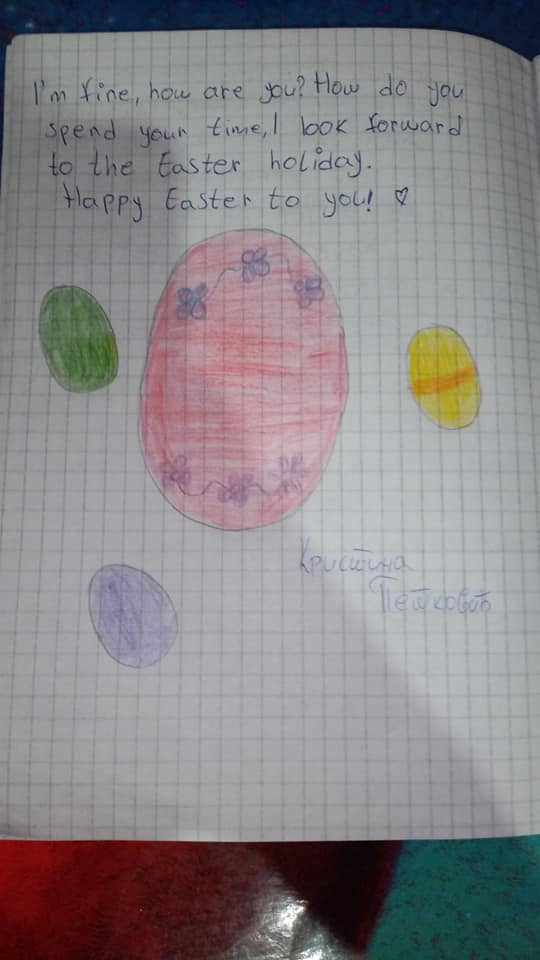 I'm fine, how are you? How do you
spend your time, I look forward
to the Easter holiday.
Happy Easter to you! ♡
Кристина
Петковић